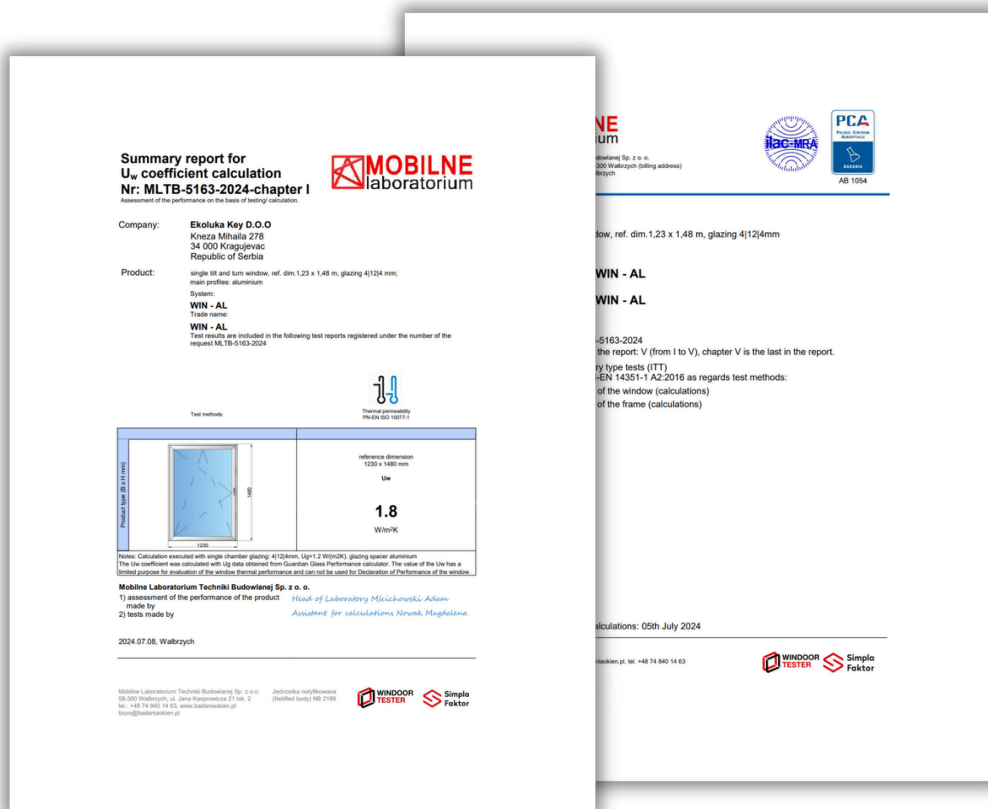 Summary report for
Uw coefficient calculation
Nr: MLTB-5163-2024-chapter I
Assessment of the performance on the basis of testing/ calculation.
MOBILNE
laboratorium
Company:
Ekoluka Key D.O.O
Kneza Mihaila 278
34 000 Kragujevac
Republic of Serbia
Product:
single tilt and turn window, ref. dim.1,23 x 1,48 m, glazing 4|12|4 mm;
main profiles: aluminium
System:
WIN - AL
Trade name:
WIN - AL
Test results are included in the following test reports registered under the number of the
request MLTB-5163-2024
Test methods:
Thermal permeability
PN-EN ISO 10077-1
Product type (B x H mm)
1480
1230
reference dimension
1230 x 1480 mm
Uw
1.8
W/m²K
Notes: Calculation executed with single chamber glazing: 4|12|4mm, Ug=1.2 W/(m2K), glazing spacer aluminium
The Uw coefficient was calculated with Ug data obtained from Guardian Glass Performance calculator. The value of the Uw has a
limited purpose for evaluation of the window thermal performance and can not be used for Declaration of Performance of the window.
Mobilne Laboratorium Techniki Budowlanej Sp. z o. o.
1) assessment of the performance of the product
made by
2) tests made by
Head of Laboratory Mścichowski Adam
Assistant for calculations Nowak Magdalena
2024.07.08, Wałbrzych
Mobilne Laboratorium Techniki Budowlanej Sp. z o.o.
58-300 Wałbrzych, ul. Jana Kasprowicza 21 lok. 2
tel.: +48 74 840 14 63, www.badaniaokien.pl
biuro@badaniaokien.pl
Jednostka notyfikowana
(Notified body) NB 2189
WINDOOR
TESTER
Simpla
Faktor
NE
um
dowlanej Sp. z o. o.
300 Wałbrzych (billing address)
brzych
ilac-MRA
PCA
POLSKIE CENTRUM
AKREDYTACJI
BADANIA
AB 1054
dow, ref. dim.1,23 x 1,48 m, glazing 4|12|4mm
WIN - AL
WIN - AL
-5163-2024
the report: V (from I to V), chapter V is the last in the report.
ry type tests (ITT)
-EN 14351-1 A2:2016 as regards test methods:
of the window (calculations)
of the frame (calculations)
alculations: 05th July 2024
niaokien.pl, tel. +48 74 840 14 63
WINDOOR
TESTER
Simpla
Faktor